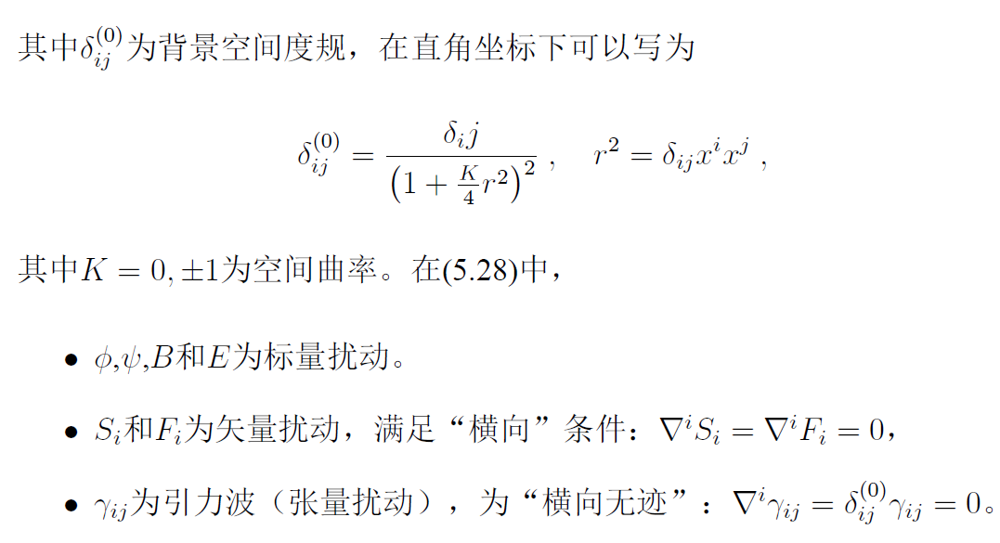 其中$\delta_{ij}^{(0)}$为背景空间度规，在直角坐标下可以写为
$\delta_{ij}^{(0)} = \frac{\delta_i j}{\left(1 + \frac{K}{4} r^2\right)^2} , \quad r^2 = \delta_{ij} x^i x^j ,$
其中$K = 0, \pm 1$为空间曲率。在(5.28)中，
• $\phi$,$\psi$,$B$和$E$为标量扰动。
• $S_i$和$F_i$为矢量扰动，满足“横向”条件：$\nabla^i S_i = \nabla^i F_i = 0$，
• $\gamma_{ij}$为引力波（张量扰动），为“横向无迹”：$\nabla^i \gamma_{ij} = \delta_{ij}^{(0)} \gamma_{ij} = 0$。